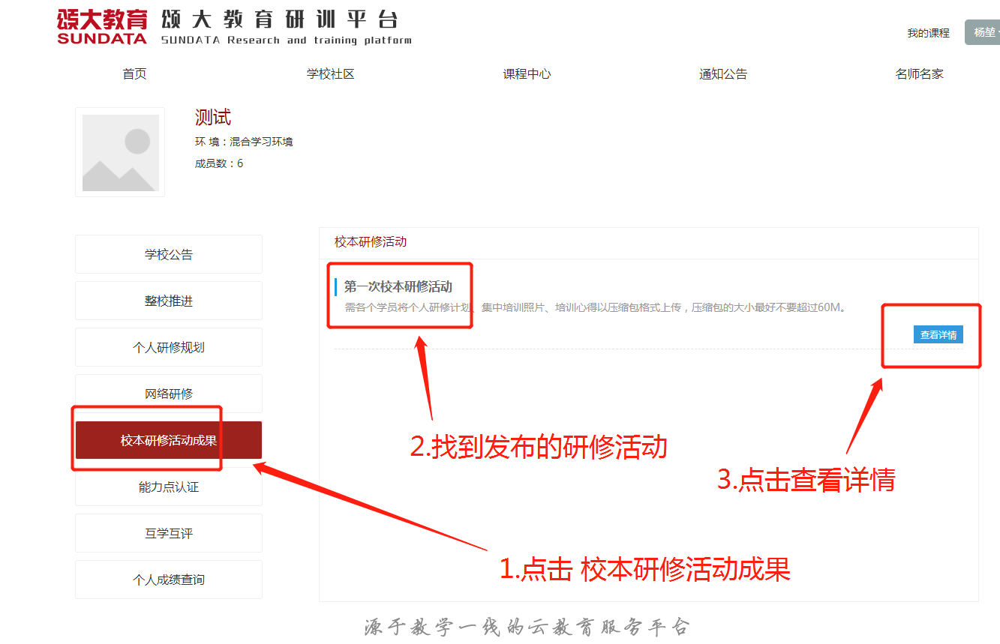 颂大教育 颂大教育研训平台
SUNDATA SUNDATA Research and training platform
我的课程 杨堃
首页 学校社区 课程中心 通知公告 名师名家
测试
环 境：混合学习环境
成员数：6
学校公告
整校推进
个人研修规划
网络研修
校本研修活动成果
能力点认证
互学互评
个人成绩查询
校本研修活动
第一次校本研修活动
需各个学员将个人研修计划、集中培训照片、培训心得以压缩包格式上传，压缩包的大小最好不要超过60M。
查看详情
2.找到发布的研修活动
3.点击查看详情
1.点击 校本研修活动成果
源于教学一线的云教育服务平台